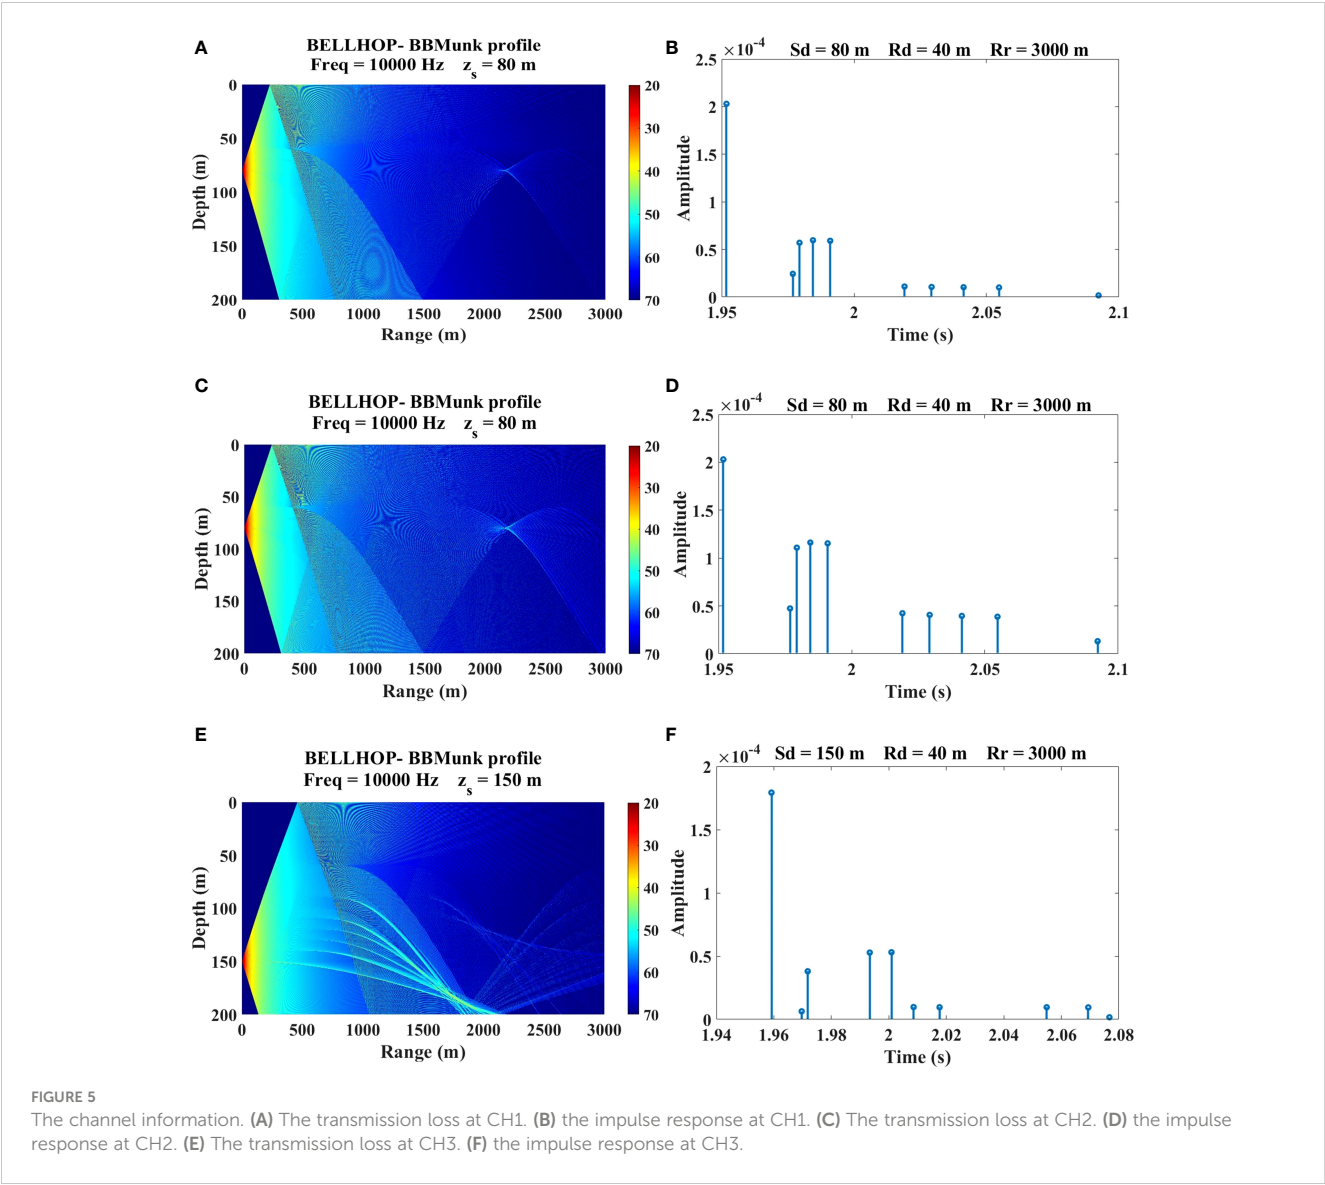 A
BELLHOP- BBMunk profile
Freq = 10000 Hz    z_s = 80 m
0
50
100
150
200
Depth (m)
0 500 1000 1500 2000 2500 3000
Range (m)
20
30
40
50
60
70
B
×10^-4 Sd = 80 m    Rd = 40 m    Rr = 3000 m
2.5
2
1.5
1
0.5
0
Amplitude
1.95 2 2.05 2.1
Time (s)
C
BELLHOP- BBMunk profile
Freq = 10000 Hz    z_s = 80 m
0
50
100
150
200
Depth (m)
0 500 1000 1500 2000 2500 3000
Range (m)
20
30
40
50
60
70
D
×10^-4 Sd = 80 m    Rd = 40 m    Rr = 3000 m
2.5
2
1.5
1
0.5
0
Amplitude
1.95 2 2.05 2.1
Time (s)
E
BELLHOP- BBMunk profile
Freq = 10000 Hz    z_s = 150 m
0
50
100
150
200
Depth (m)
0 500 1000 1500 2000 2500 3000
Range (m)
20
30
40
50
60
70
F
×10^-4 Sd = 150 m    Rd = 40 m    Rr = 3000 m
2
1.5
1
0.5
0
Amplitude
1.94 1.96 1.98 2 2.02 2.04 2.06 2.08
Time (s)
FIGURE 5
The channel information. (A) The transmission loss at CH1. (B) the impulse response at CH1. (C) The transmission loss at CH2. (D) the impulse
response at CH2. (E) The transmission loss at CH3. (F) the impulse response at CH3.